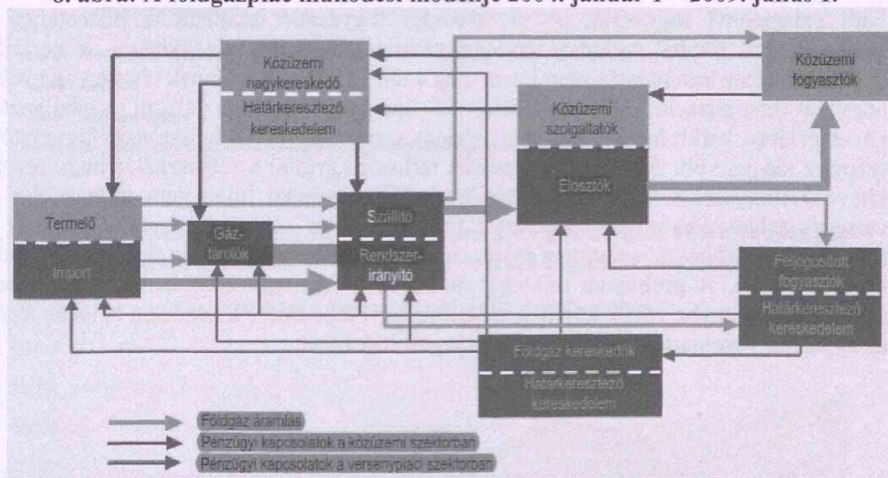 6. ábra: A földgázpiac működési modellje 2004. január 1 – 2009. július 1.
Közüzemi
nagykereskedő
Határkeresztező
kereskedelem
Közüzemi
szolgáltatók
Elosztók
Közüzemi
fogyasztók
Termelő
Import
Gáz-
tárolók
Szállító
Rendszer-
irányító
Feljogosított
fogyasztók
Határkeresztező
kereskedelem
Földgáz kereskedők
Határkeresztező
kereskedelem
Földgáz áramlás
Pénzügyi kapcsolatok a közüzemi szektorban
Pénzügyi kapcsolatok a versenypiaci szektorban